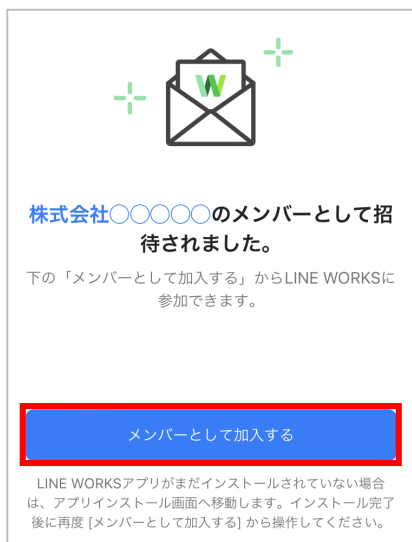 W
株式会社○○○○○のメンバーとして招
待されました。
下の「メンバーとして加入する」からLINE WORKSに
参加できます。
メンバーとして加入する
LINE WORKSアプリがまだインストールされていない場合
は、アプリインストール画面へ移動します。インストール完了
後に再度 [メンバーとして加入する] から操作してください。